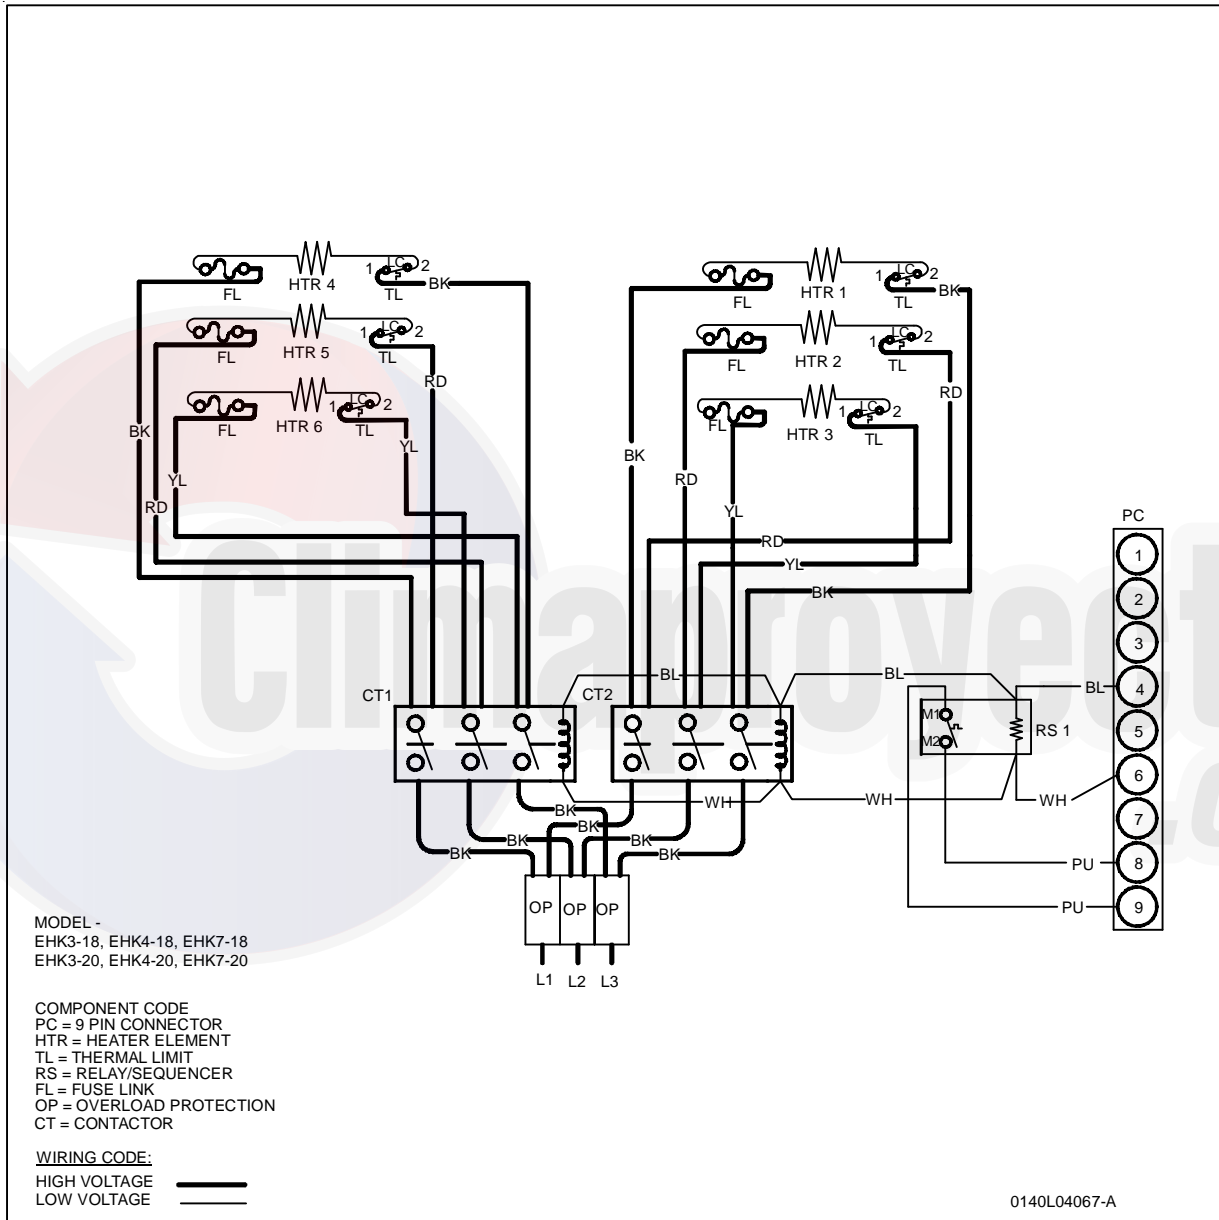 LC
1 2
HTR 4
FL
TL
BK
LC
1 2
HTR 1
FL
TL
BK
LC
1 2
HTR 5
FL
TL
RD
LC
1 2
HTR 2
FL
TL
RD
LC
1 2
HTR 6
FL
TL
YL
LC
1 2
HTR 3
FL
TL
BK
YL
RD
BK
RD
YL
RD
YL
BK
PC
1
2
3
4
5
6
7
8
9
Climaproyect
.c
CT1
CT2
BL
BL
BL
M1
M2
RS 1
WH
WH
WH
BK
BK
BK
BK
BK
BK
PU
PU
OP OP OP
L1 L2 L3
MODEL -
EHK3-18, EHK4-18, EHK7-18
EHK3-20, EHK4-20, EHK7-20
COMPONENT CODE
PC = 9 PIN CONNECTOR
HTR = HEATER ELEMENT
TL = THERMAL LIMIT
RS = RELAY/SEQUENCER
FL = FUSE LINK
OP = OVERLOAD PROTECTION
CT = CONTACTOR
WIRING CODE:
HIGH VOLTAGE
LOW VOLTAGE
0140L04067-A